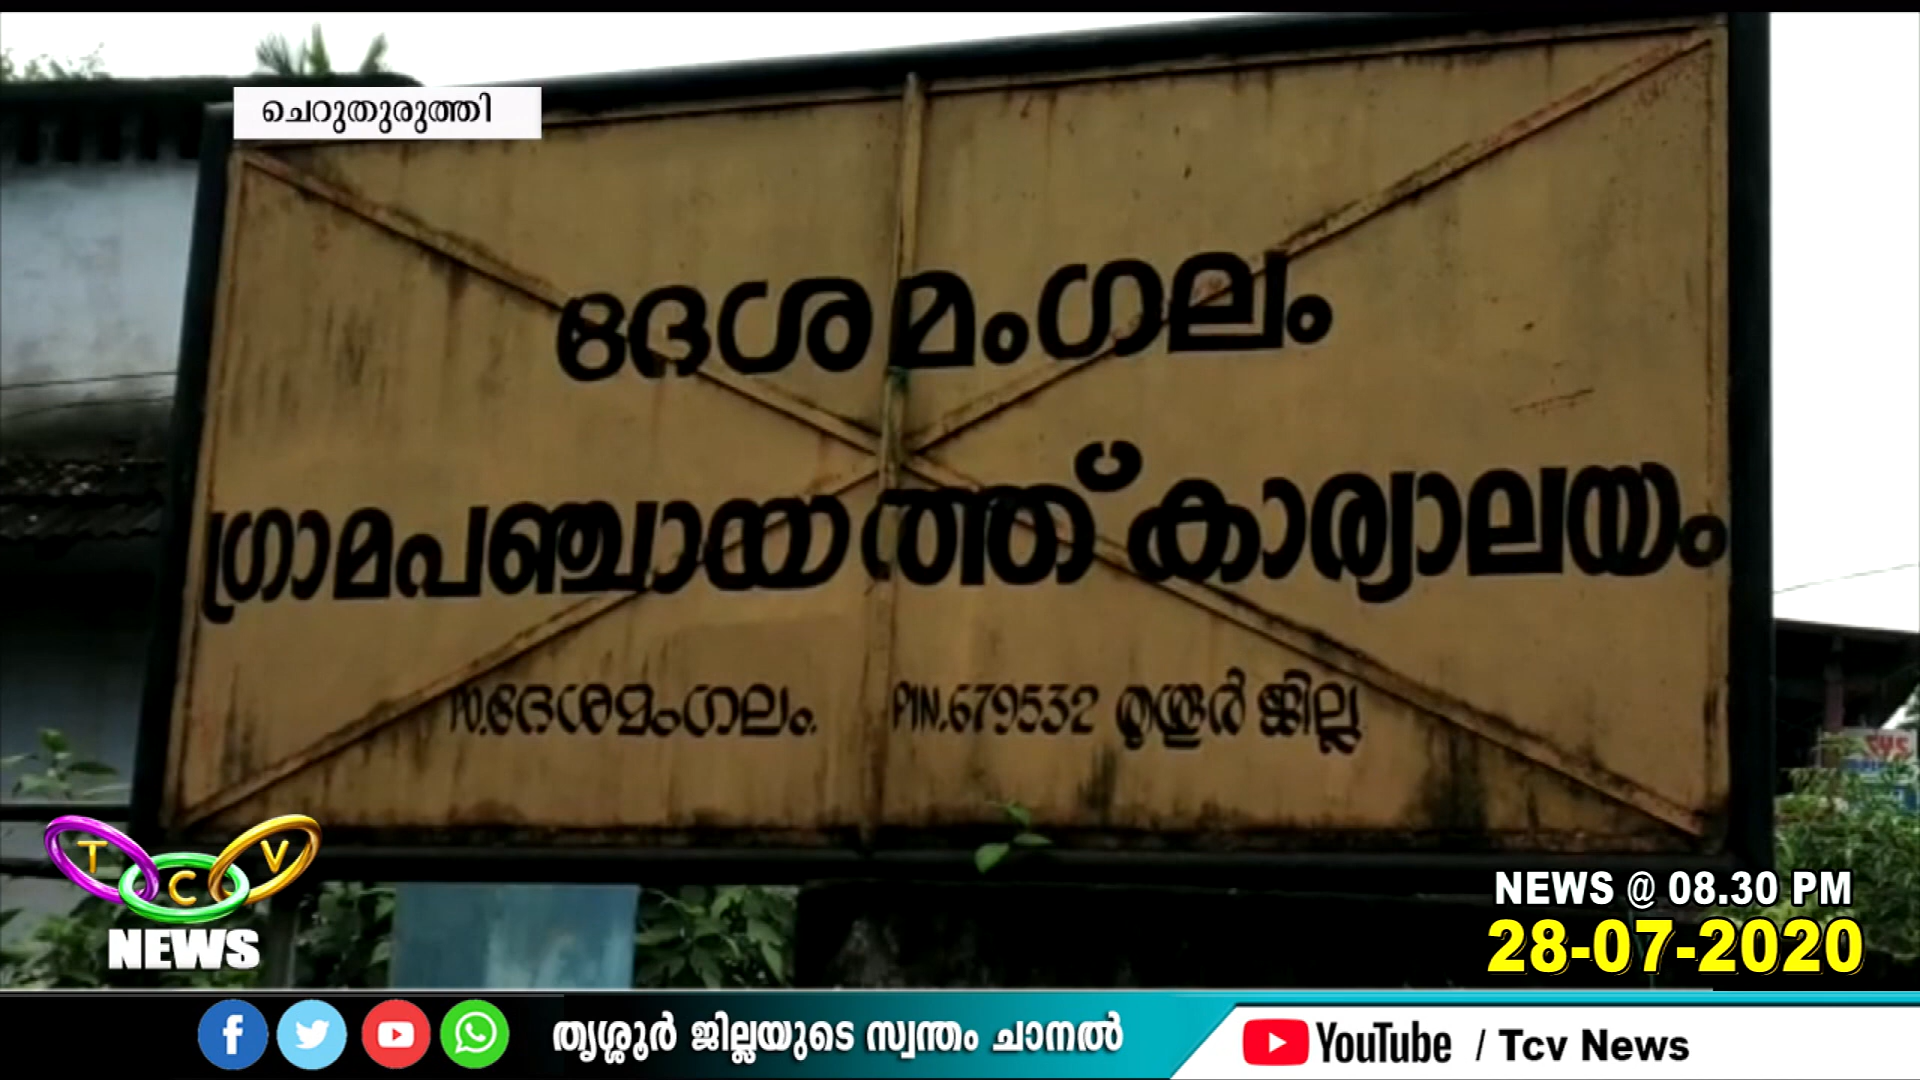 ചെറുതുരുത്തി
ദേശമംഗലം
ഗ്രാമപഞ്ചായത്ത് കാര്യാലയം
P.O.ദേശമംഗലം. PIN.679532 തൃശൂർ ജില്ല
TCV
NEWS
NEWS @ 08.30 PM
28-07-2020
തൃശ്ശൂർ ജില്ലയുടെ സ്വന്തം ചാനൽ
YouTube / Tcv News